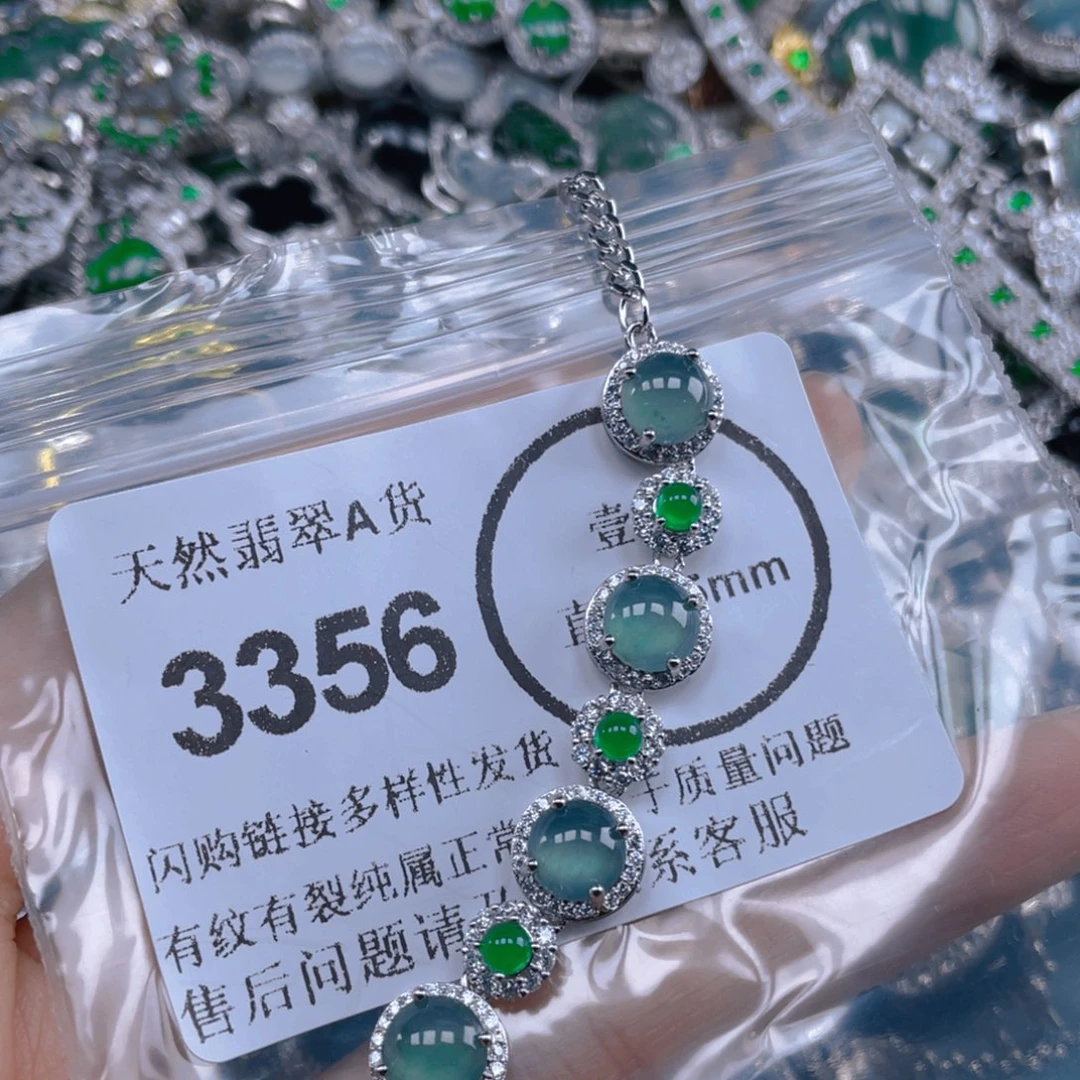 天然翡翠A货
3356
壹
mm
闪购链接多样性发货
有纹有裂纯属正常 于质量问题
售后问题请 系客服